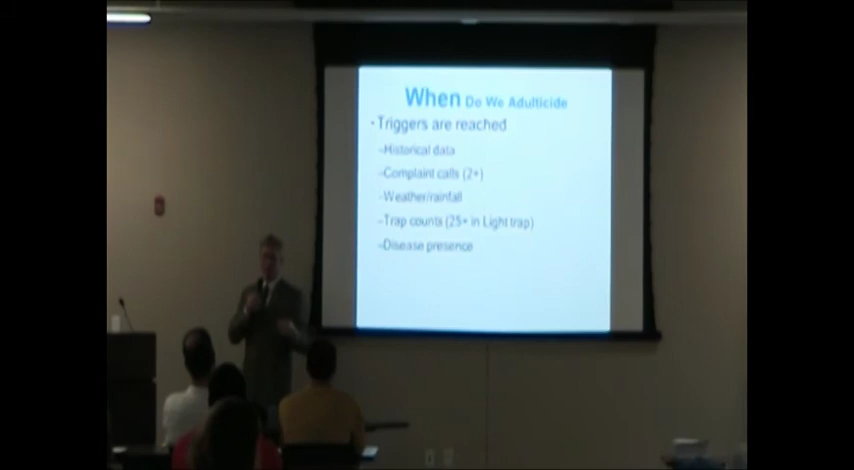 When Do We Adulticide
- Triggers are reached
-Historical data
-Complaint calls (2+)
-Weather/rainfall
-Trap counts (25+ in Light trap)
-Disease presence